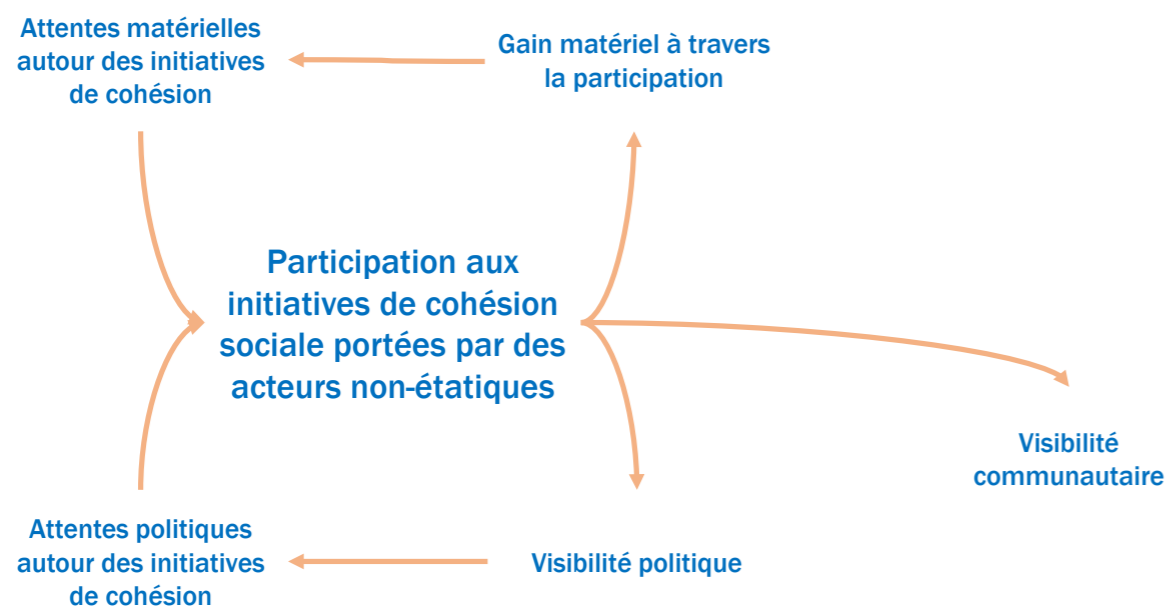 Attentes matérielles
autour des initiatives
de cohésion
Gain matériel à travers
la participation
Participation aux
initiatives de cohésion
sociale portées par des
acteurs non-étatiques
Visibilité
communautaire
Attentes politiques
autour des initiatives
de cohésion
Visibilité politique